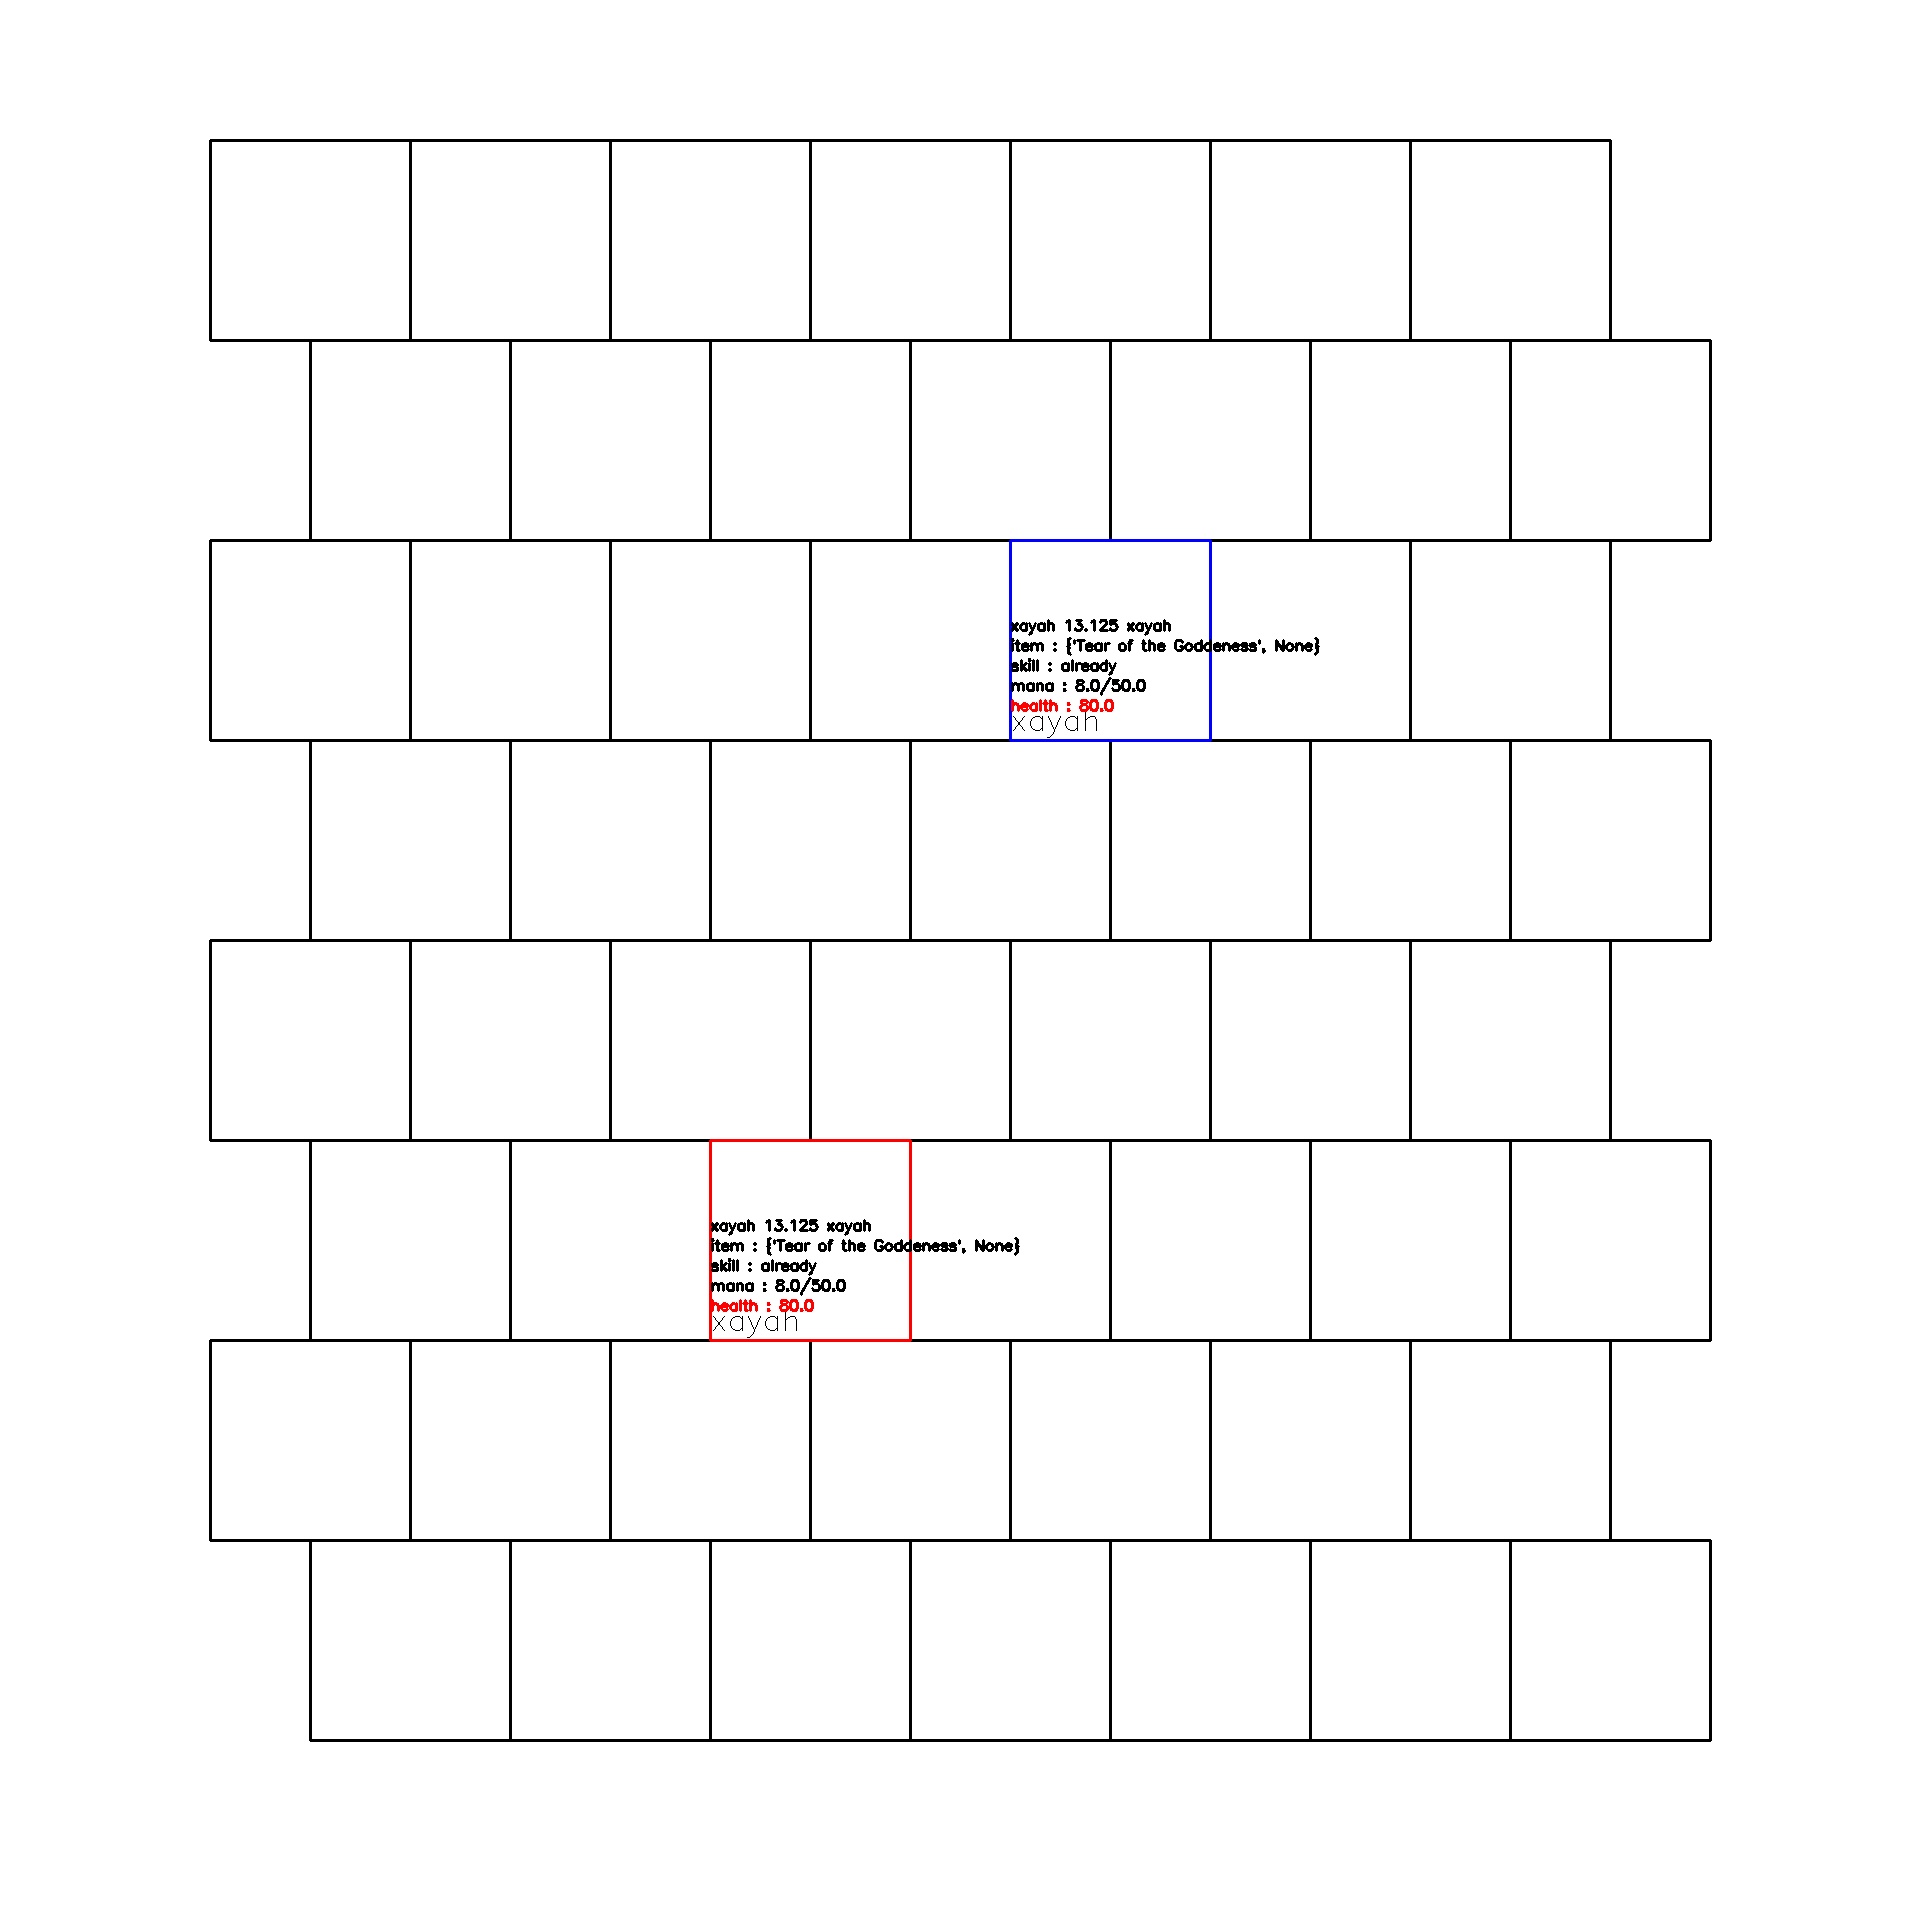 xayah 13.125 xayah
item : {'Tear of the Goddeness', None}
skill : already
mana : 8.0/50.0
health : 80.0
xayah
xayah 13.125 xayah
item : {'Tear of the Goddeness', None}
skill : already
mana : 8.0/50.0
health : 80.0
xayah